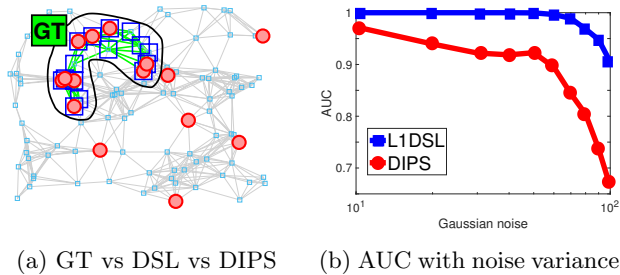 GT
1
0.9
0.8
0.7
AUC
L1DSL
DIPS
10¹
10²
Gaussian noise
(a) GT vs DSL vs DIPS
(b) AUC with noise variance